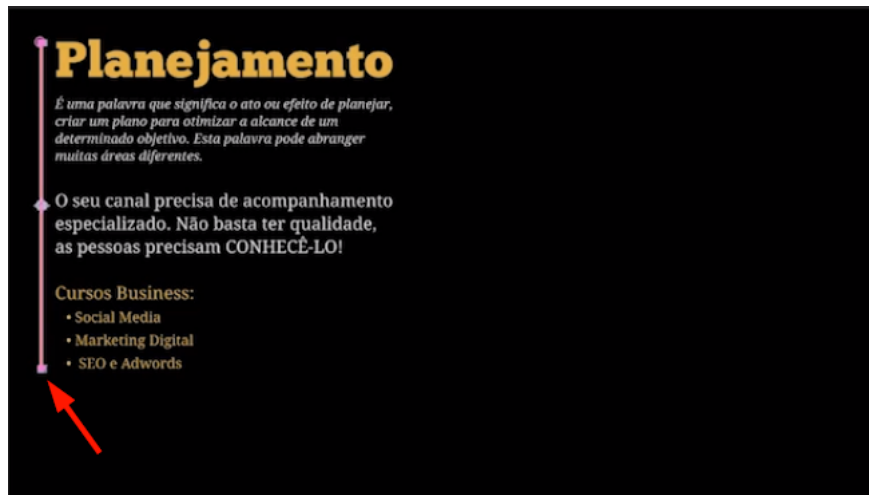 Planejamento
É uma palavra que significa o ato ou efeito de planejar,
criar um plano para otimizar a alcance de um
determinado objetivo. Esta palavra pode abranger
muitas áreas diferentes.
O seu canal precisa de acompanhamento
especializado. Não basta ter qualidade,
as pessoas precisam CONHECÊ-LO!
Cursos Business:
• Social Media
• Marketing Digital
• SEO e Adwords